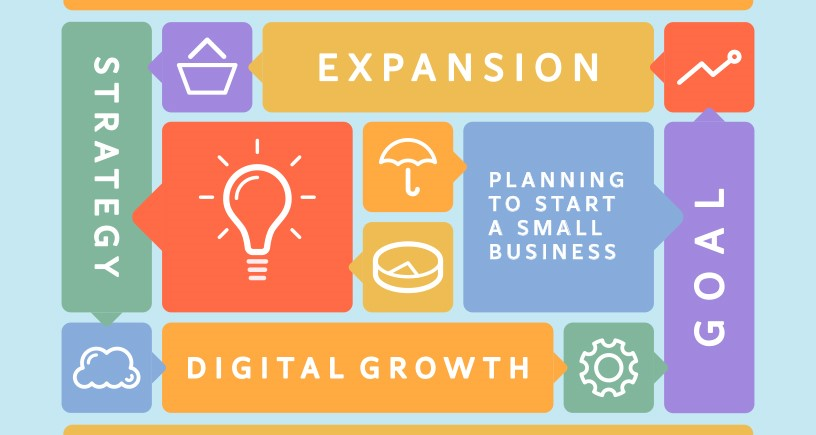 STRATEGY
EXPANSION
PLANNING
TO START
A SMALL
BUSINESS
GOAL
DIGITAL GROWTH